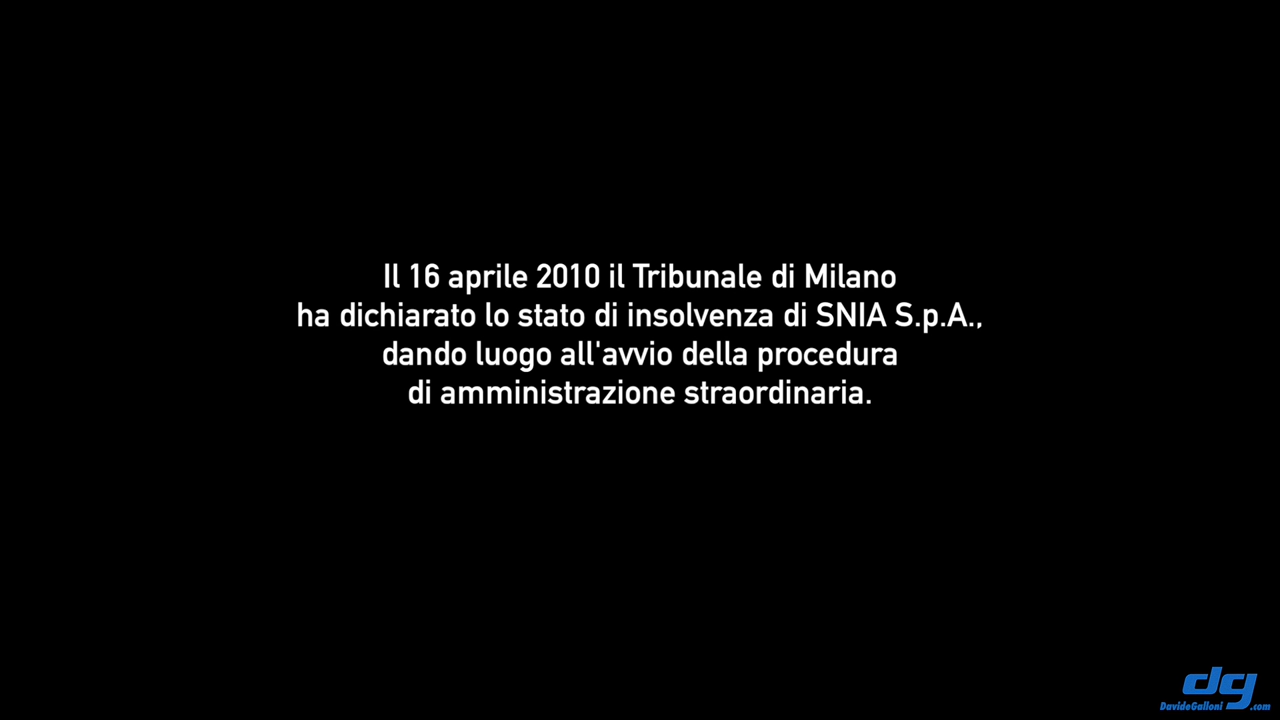 Il 16 aprile 2010 il Tribunale di Milano
ha dichiarato lo stato di insolvenza di SNIA S.p.A.,
dando luogo all'avvio della procedura
di amministrazione straordinaria.
dg
DavideGalloni.com